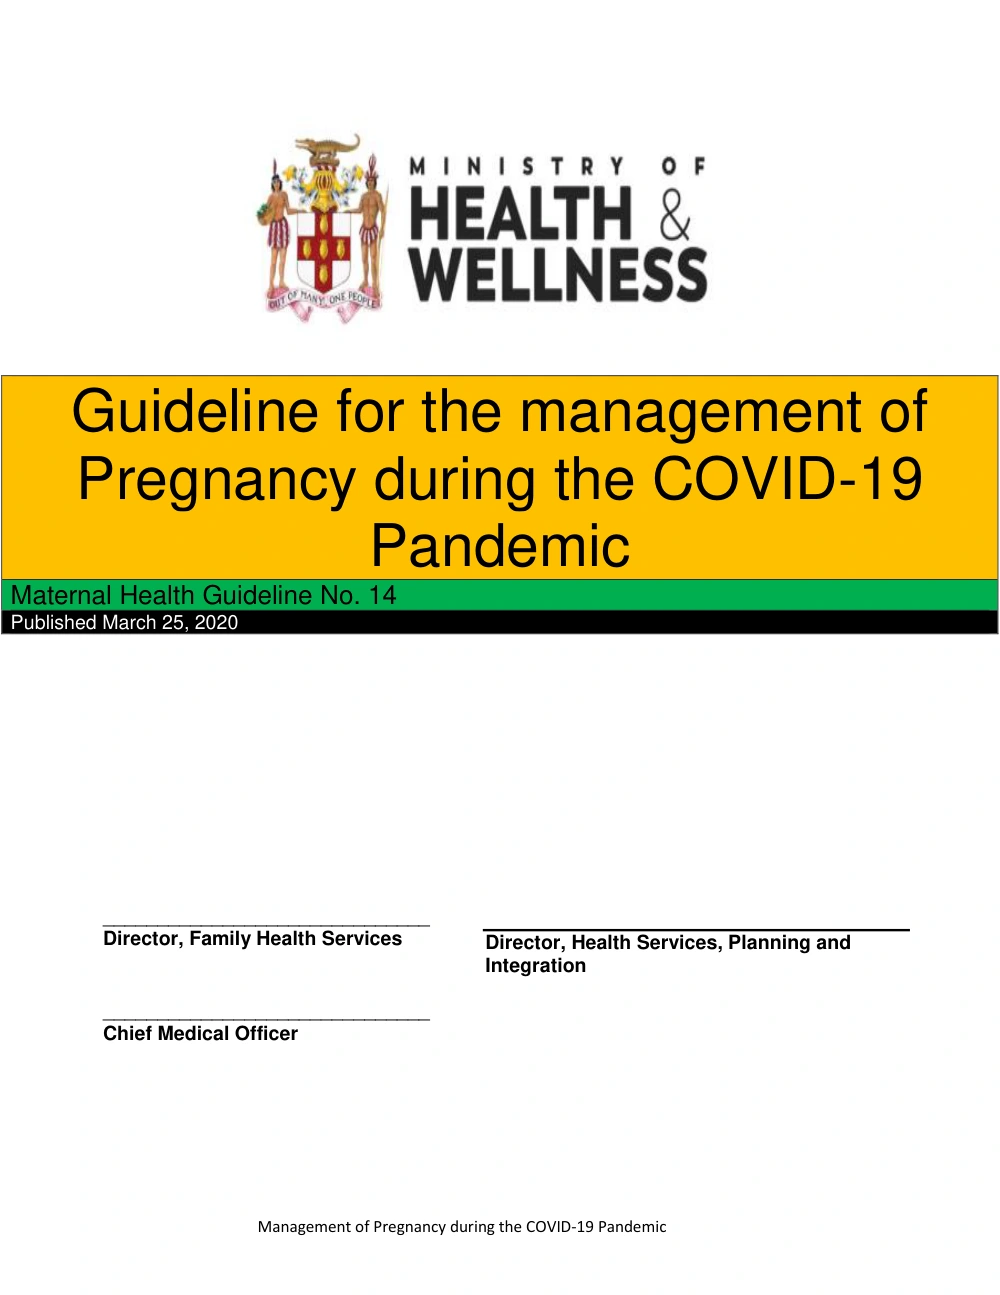 MINISTRY OF
HEALTH &
WELLNESS
OUT OF MANY, ONE PEOPLE
Guideline for the management of
Pregnancy during the COVID-19
Pandemic
Maternal Health Guideline No. 14
Published March 25, 2020
Director, Family Health Services
Director, Health Services, Planning and
Integration
Chief Medical Officer
Management of Pregnancy during the COVID-19 Pandemic